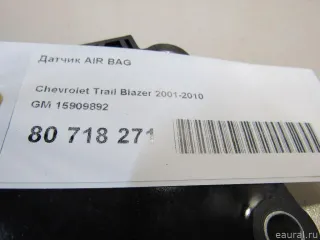 Датчик AIR BAG
Chevrolet Trail Blazer 2001-2010
GM 15909892
80 718 271
eaural.ru